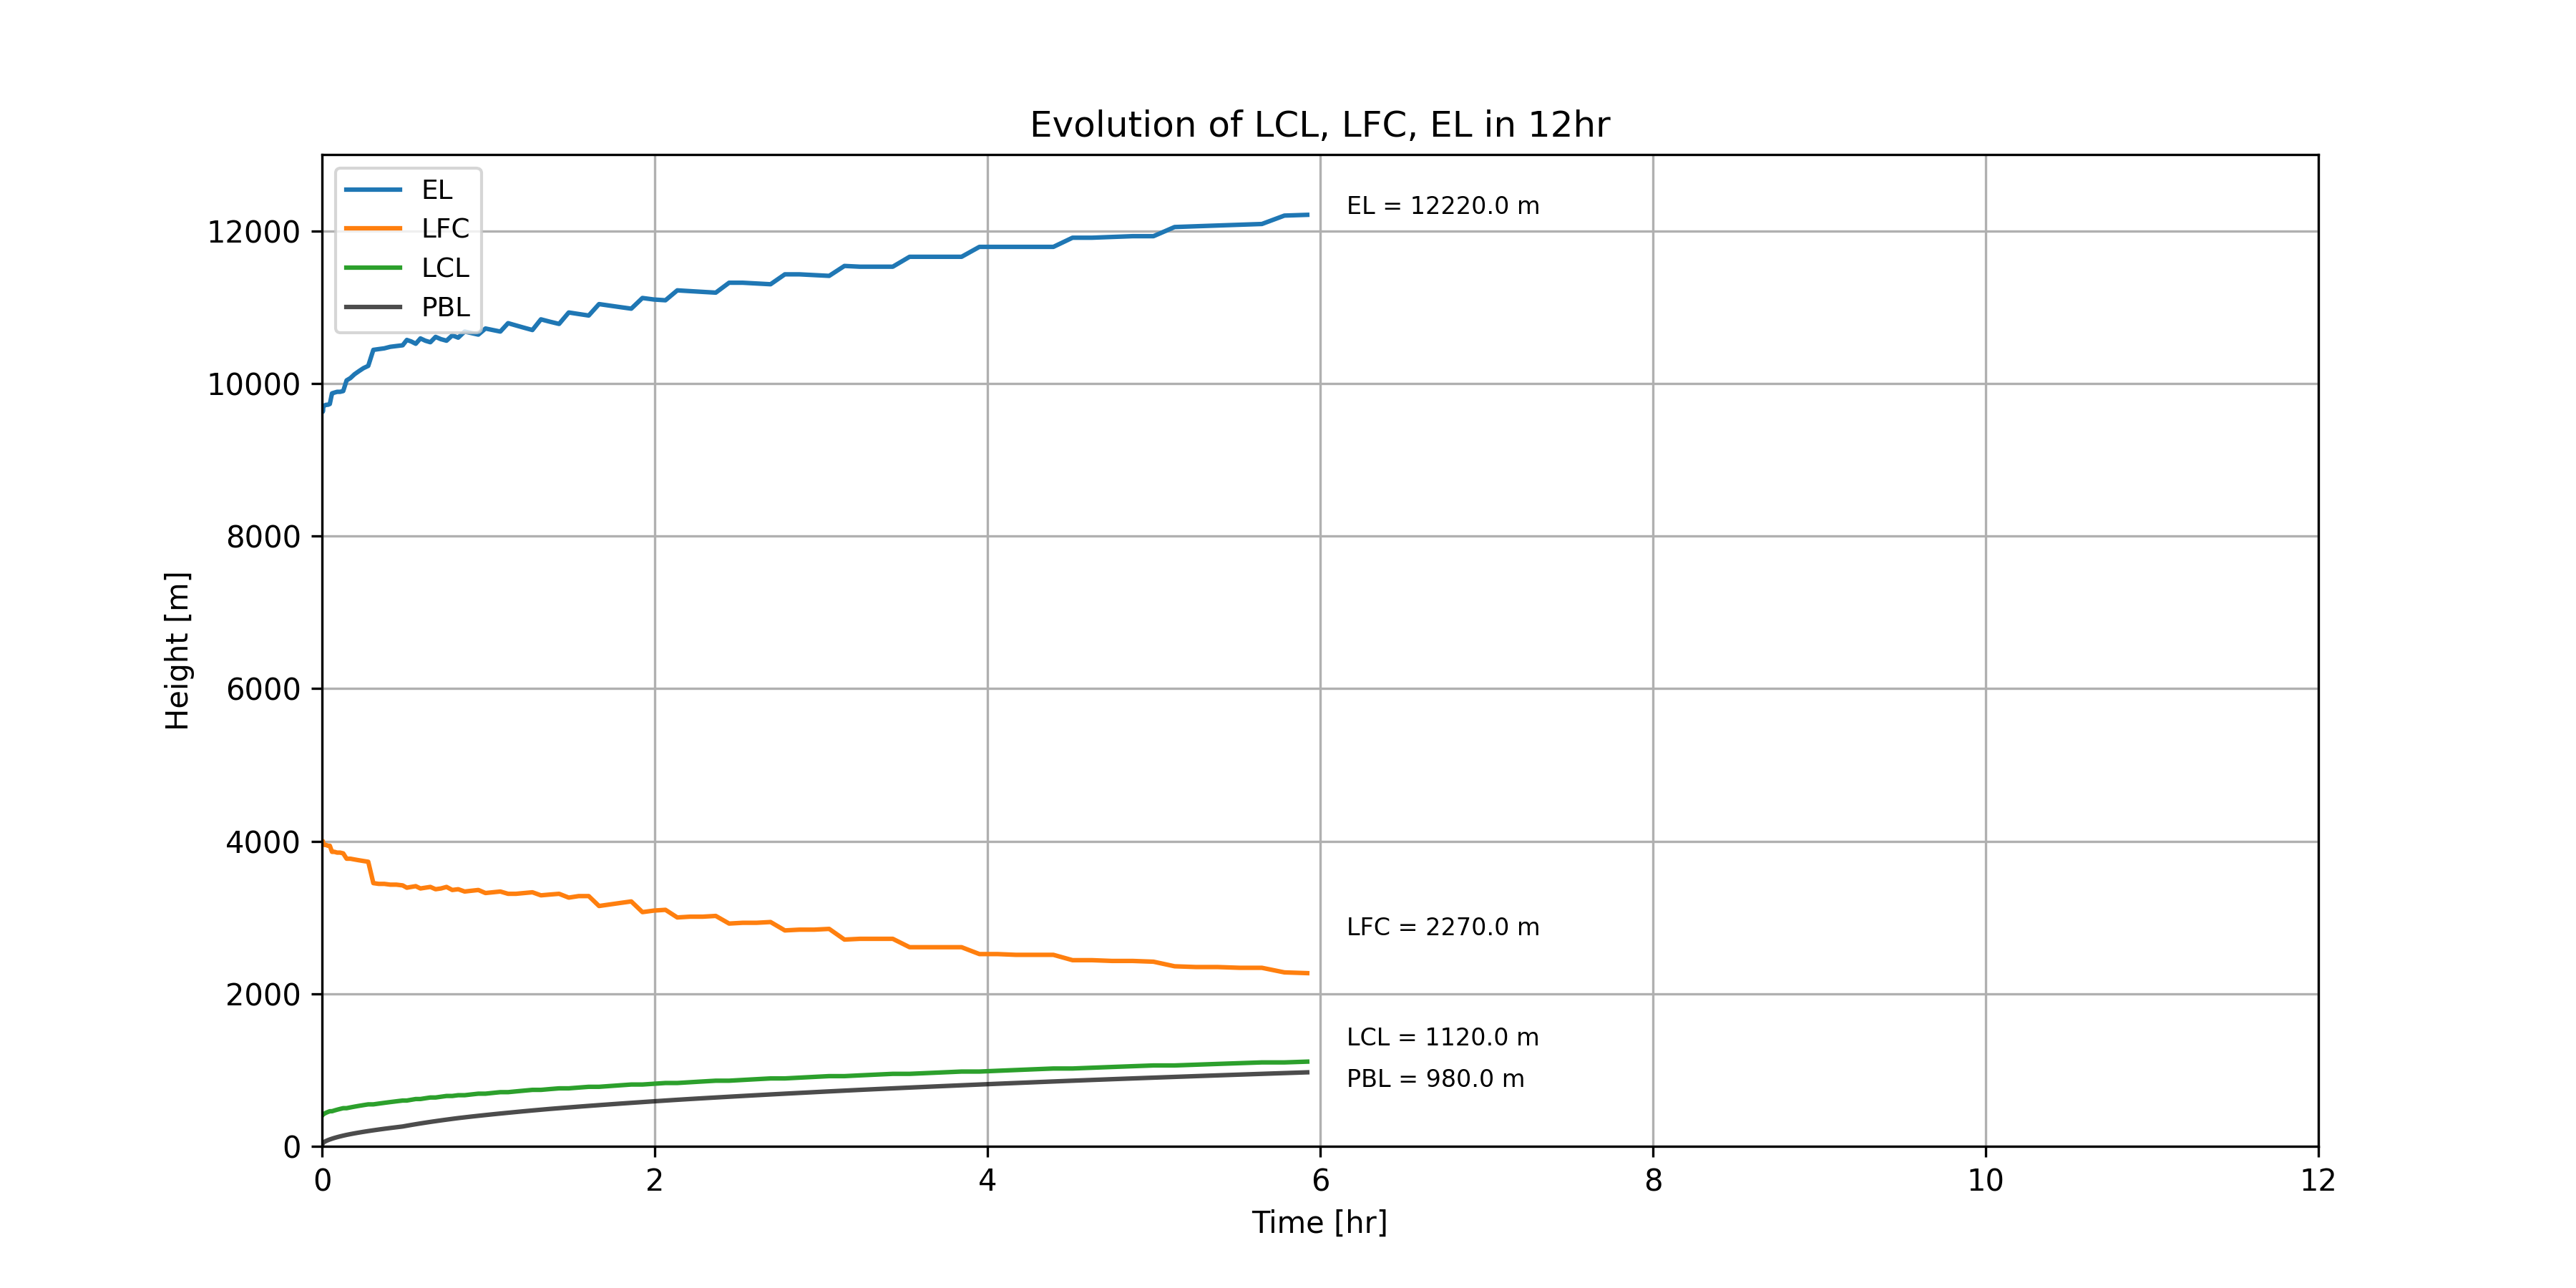 Evolution of LCL, LFC, EL in 12hr
EL
LFC
LCL
PBL
EL = 12220.0 m
LFC = 2270.0 m
LCL = 1120.0 m
PBL = 980.0 m
Height [m]
12000
10000
8000
6000
4000
2000
0
0 2 4 6 8 10 12
Time [hr]